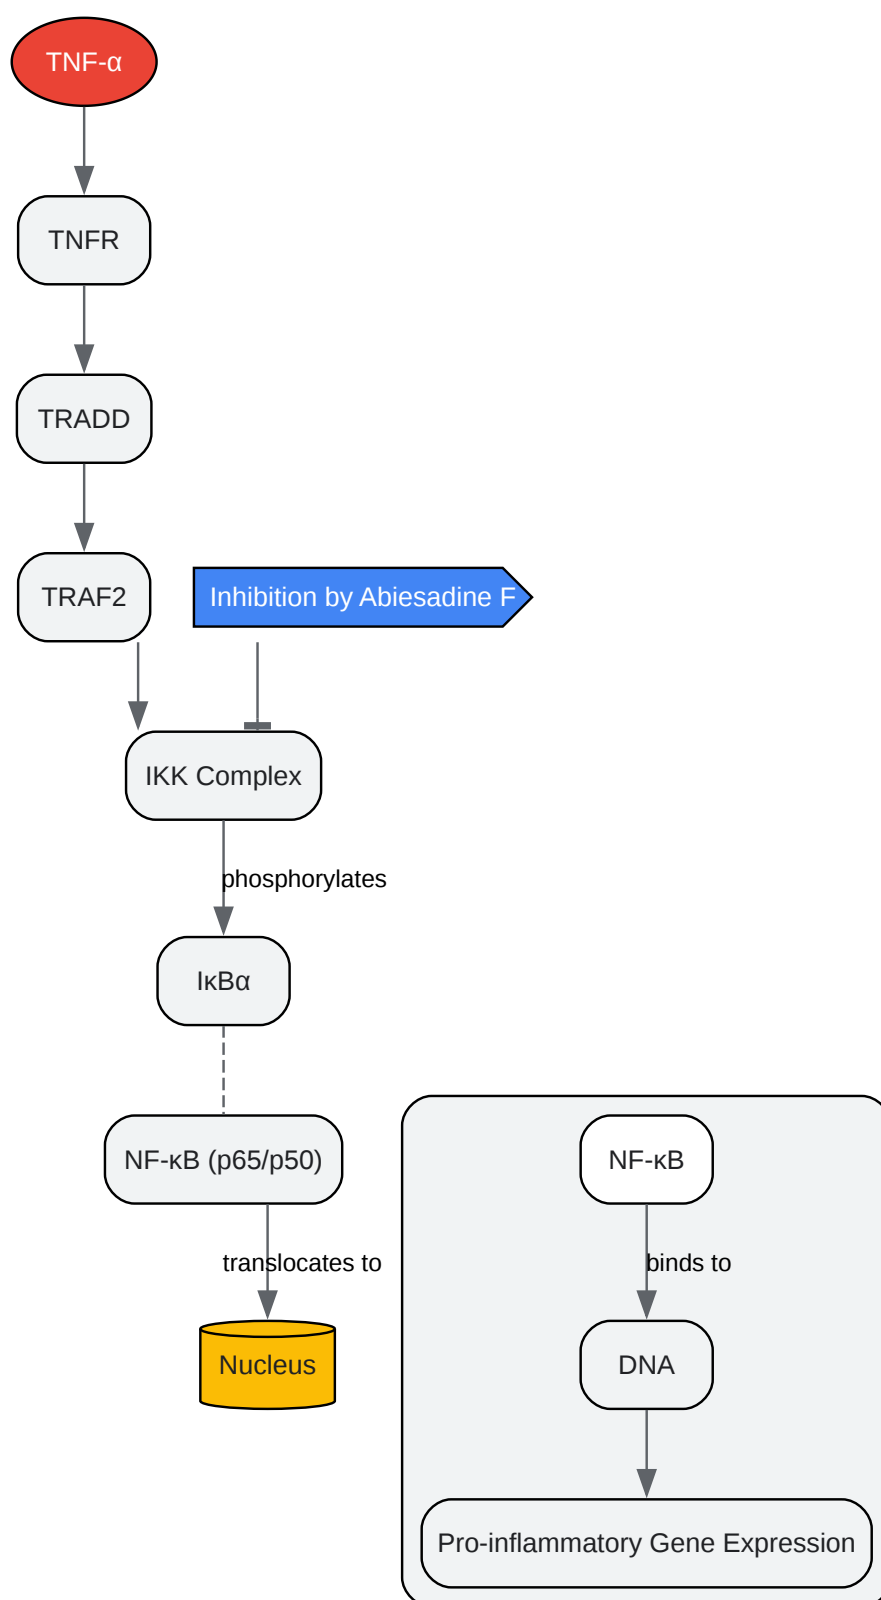 TNF-α
TNFR
TRADD
TRAF2
Inhibition by Abiesadine F
IKK Complex
phosphorylates
IκBα
NF-κB (p65/p50)
translocates to
Nucleus
NF-κB
binds to
DNA
Pro-inflammatory Gene Expression